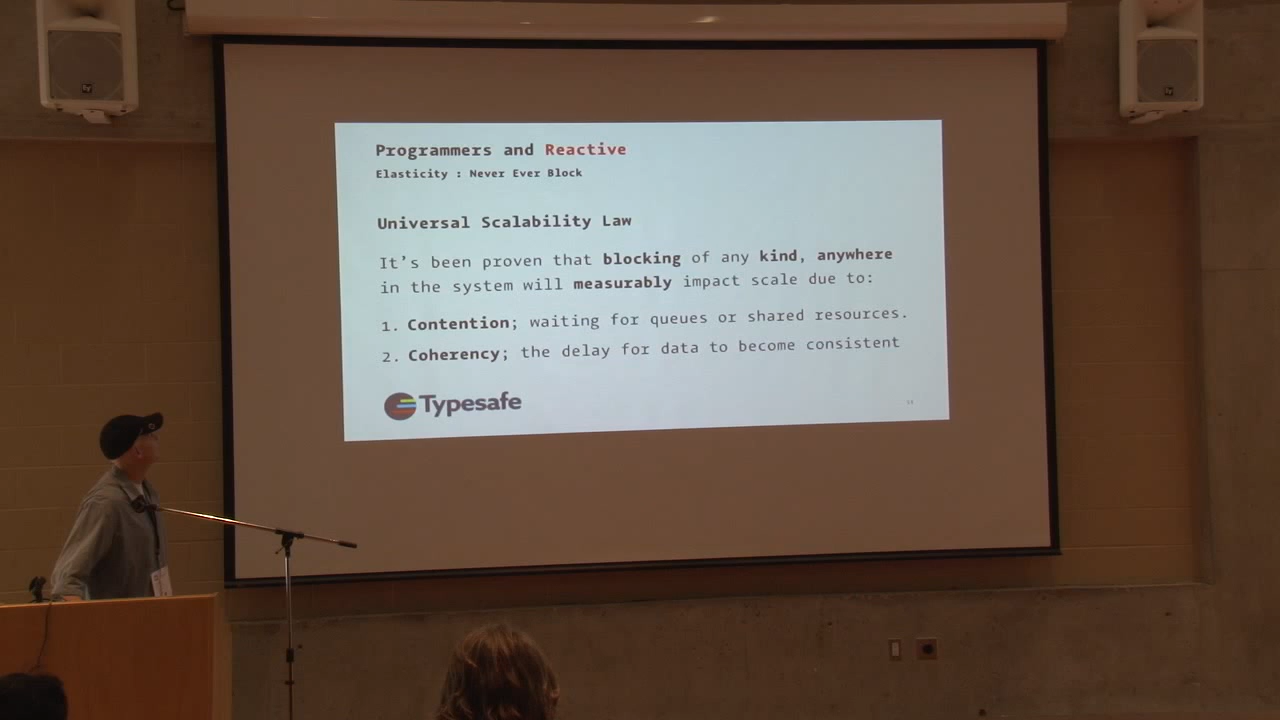 Programmers and Reactive
Elasticity : Never Ever Block
Universal Scalability Law
It's been proven that blocking of any kind, anywhere
in the system will measurably impact scale due to:
1. Contention; waiting for queues or shared resources.
2. Coherency; the delay for data to become consistent
Typesafe